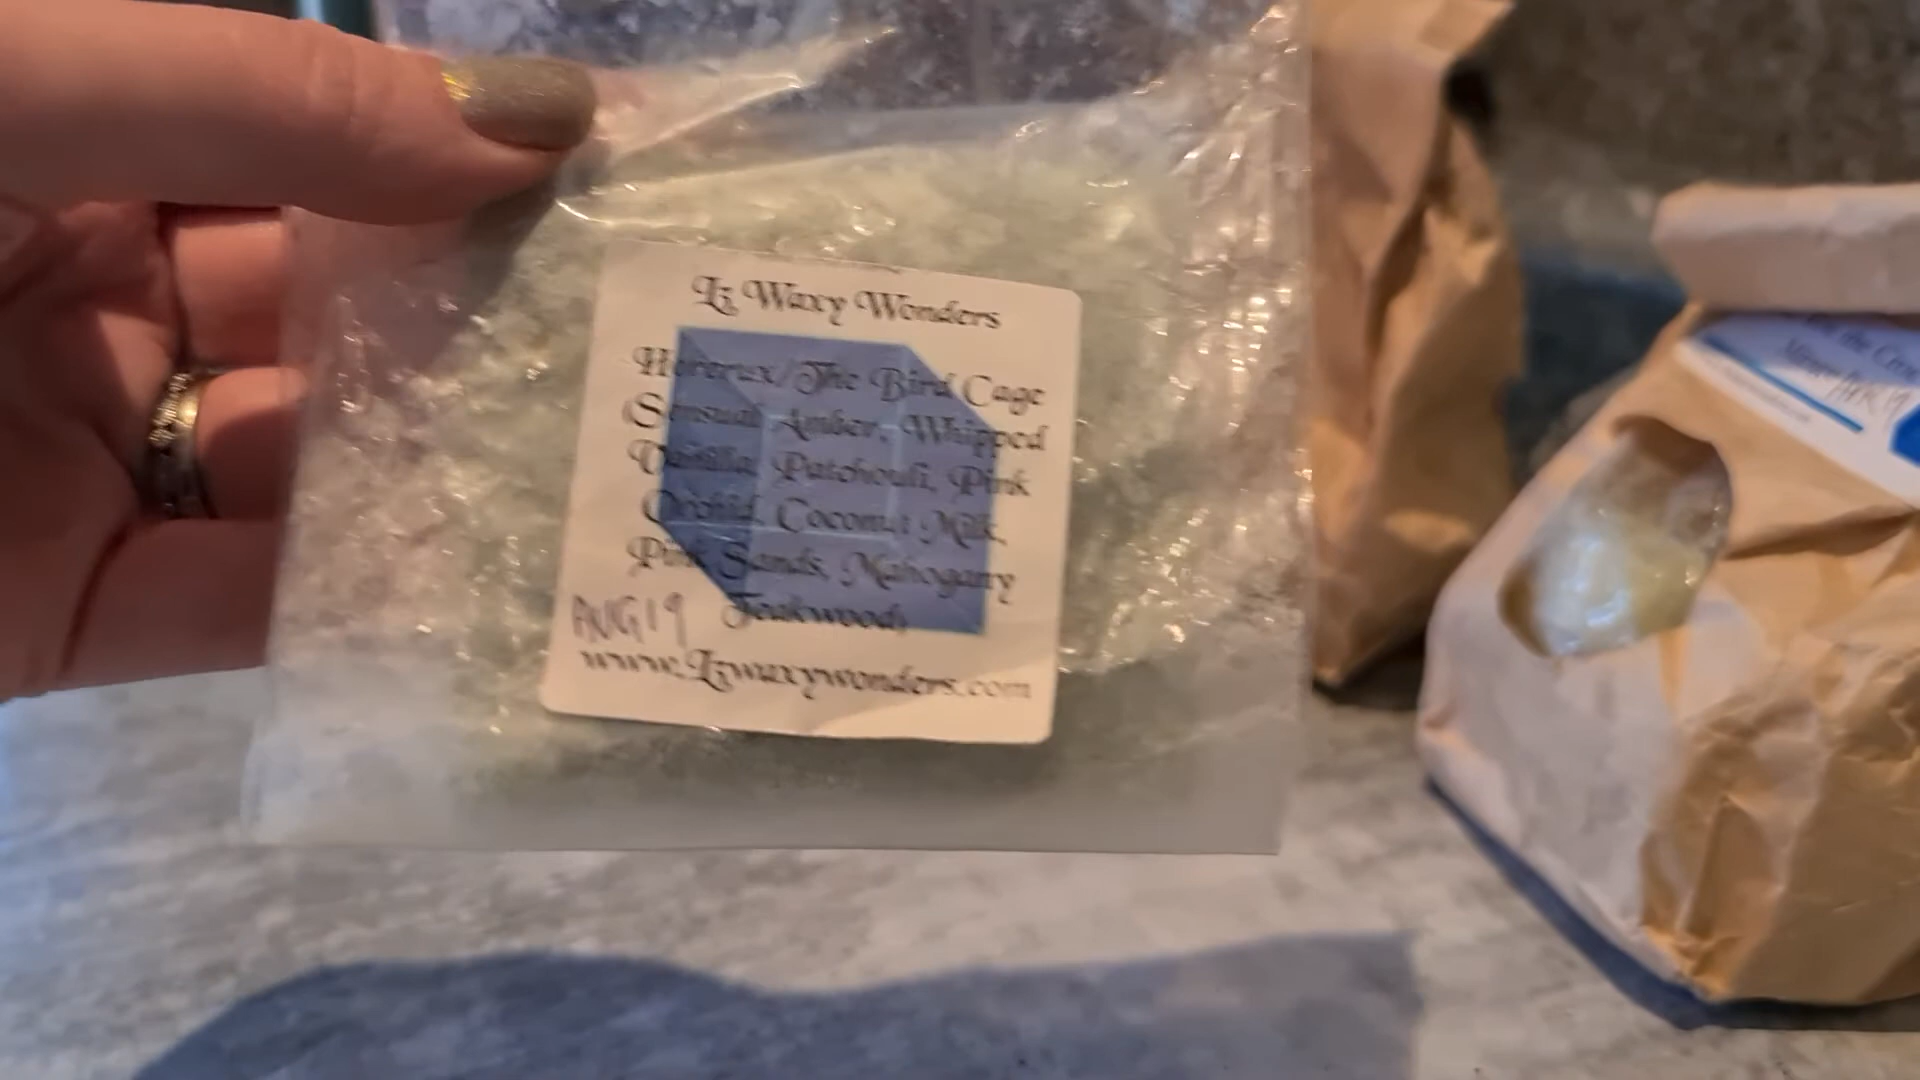 Lz Waxy Wonders
Horcrux/The Bird Cage
Sensual Amber, Whipped
Vanilla, Patchouli, Pink
Orchid, Coconut Milk,
Pink Sands, Mahogany
Teakwood,
AUG19
www.Lzwaxywonders.com